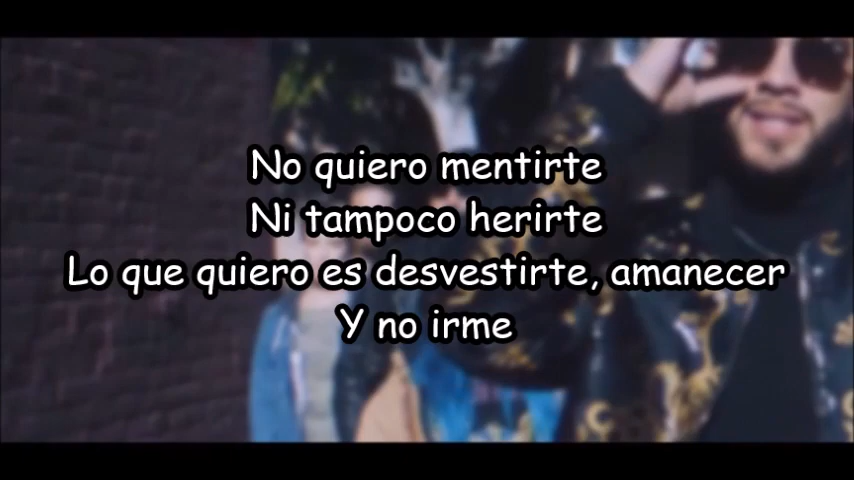 No quiero mentirte
Ni tampoco herirte
Lo que quiero es desvestirte, amanecer
Y no irme